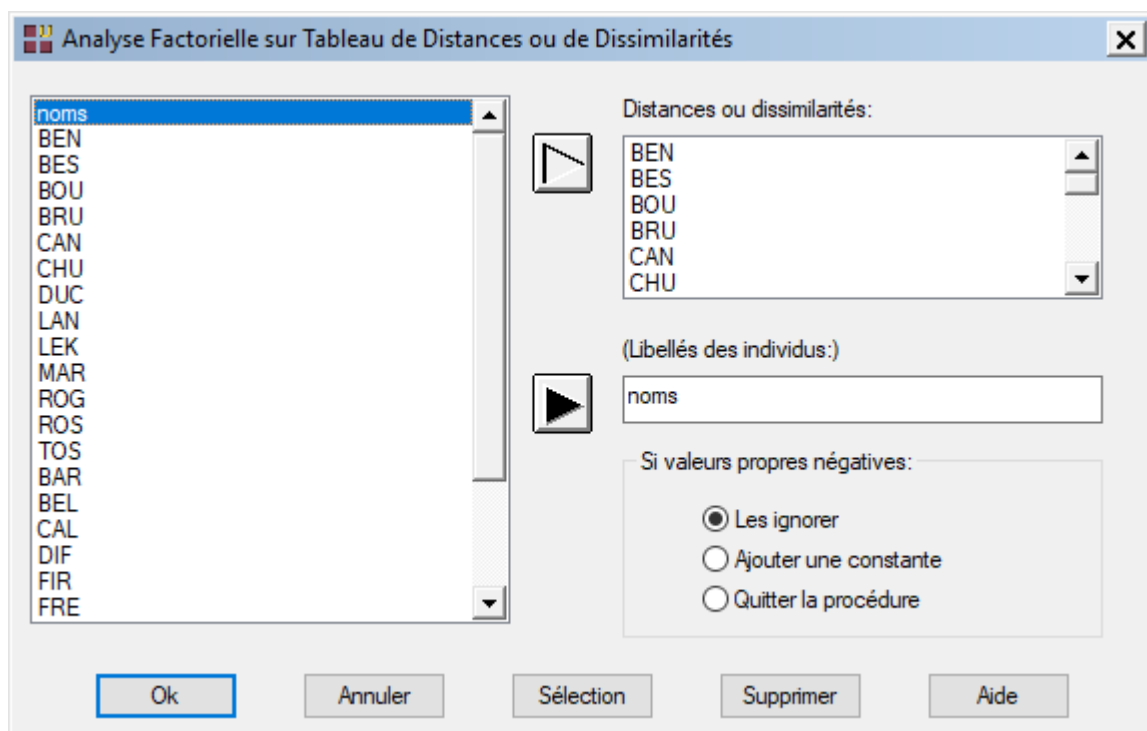 Analyse Factorielle sur Tableau de Distances ou de Dissimilarités
noms
BEN
BES
BOU
BRU
CAN
CHU
DUC
LAN
LEK
MAR
ROG
ROS
TOS
BAR
BEL
CAL
DIF
FIR
FRE
Distances ou dissimilarités:
BEN
BES
BOU
BRU
CAN
CHU
(Libellés des individus:)
noms
Si valeurs propres négatives:
Les ignorer
Ajouter une constante
Quitter la procédure
Ok Annuler Sélection Supprimer Aide